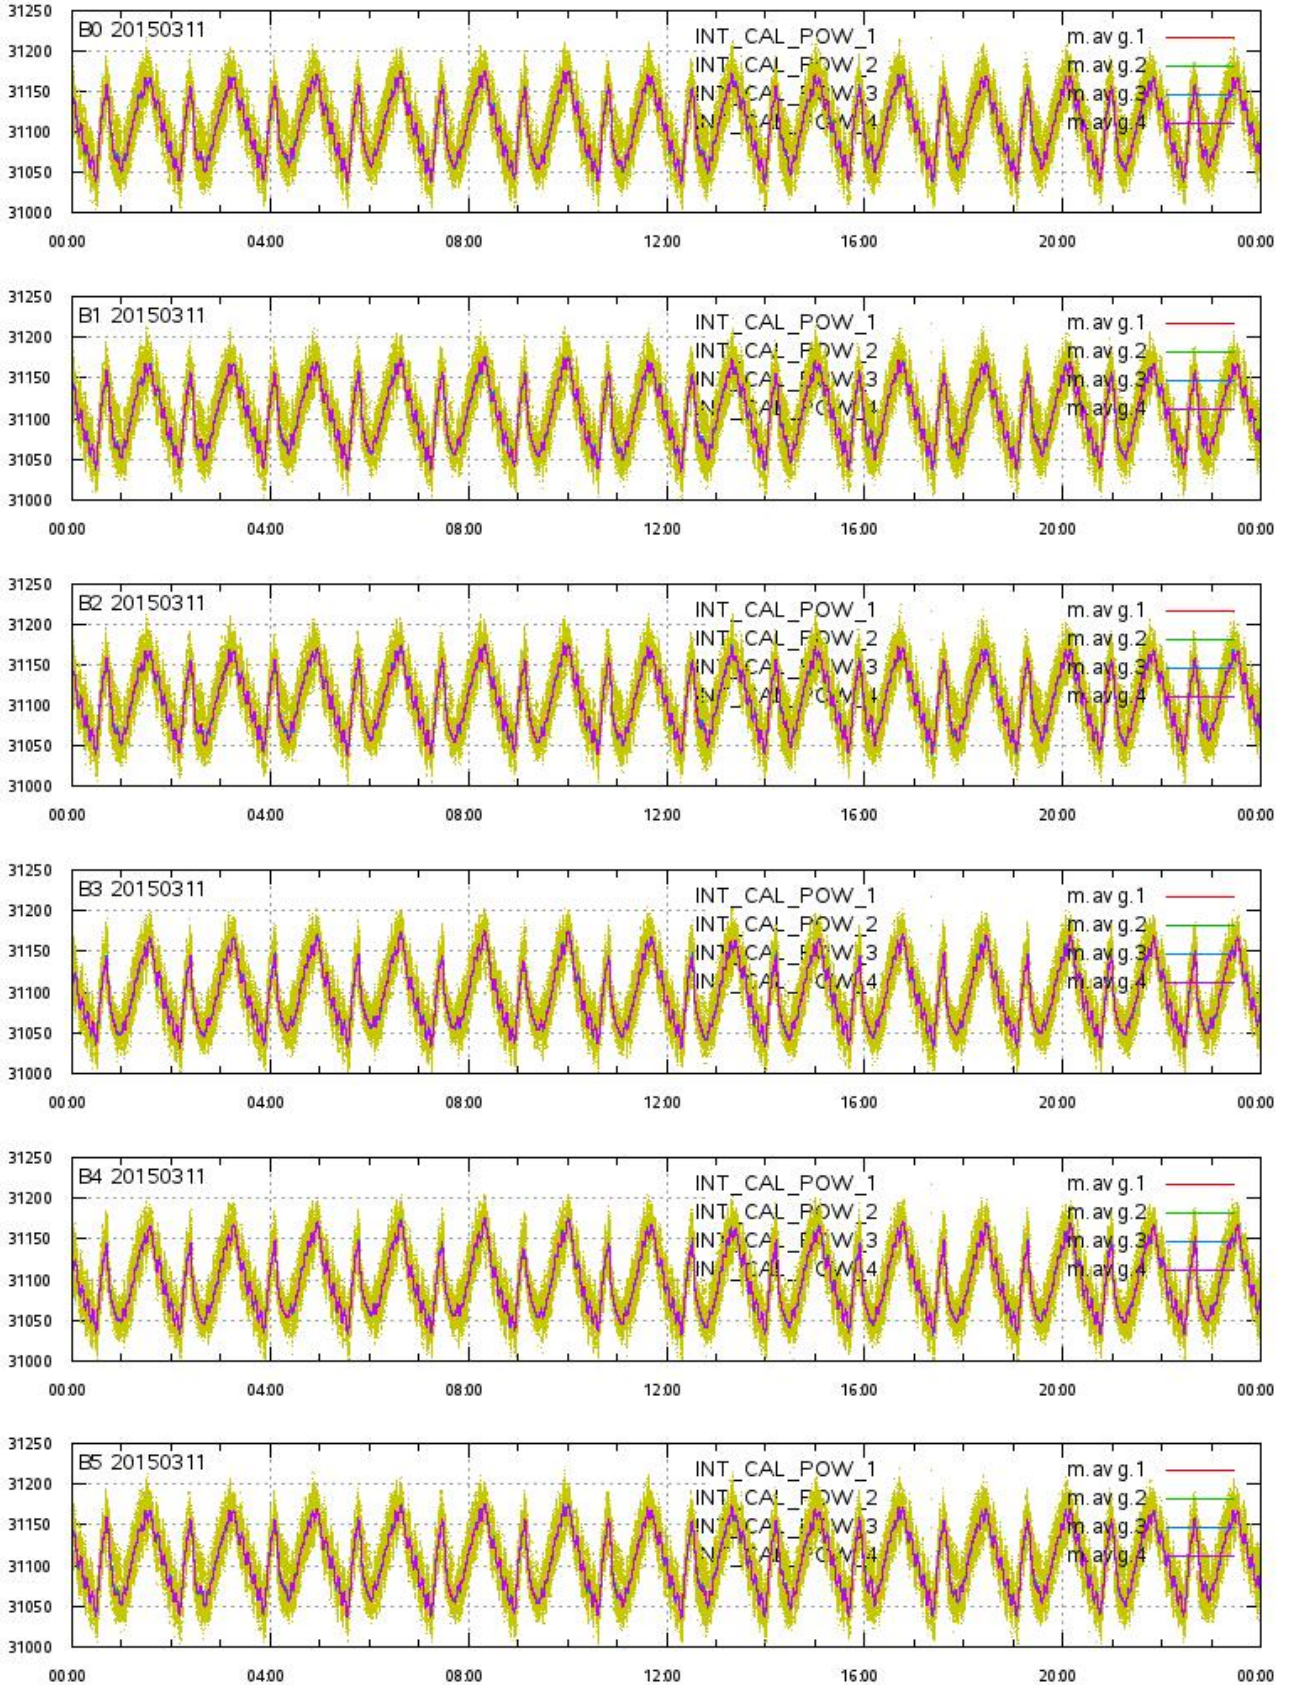 31250
B0 20150311 INT_CAL_POW_1 m.avg.1
31200 INT_CAL_POW_2 m.avg.2
31150 INT_CAL_POW_3 m.avg.3
31100 INT_CAL_POW_4 m.avg.4
31050
31000
00:00 04:00 08:00 12:00 16:00 20:00 00:00
31250
B1 20150311 INT_CAL_POW_1 m.avg.1
31200 INT_CAL_POW_2 m.avg.2
31150 INT_CAL_POW_3 m.avg.3
31100 INT_CAL_POW_4 m.avg.4
31050
31000
00:00 04:00 08:00 12:00 16:00 20:00 00:00
31250
B2 20150311 INT_CAL_POW_1 m.avg.1
31200 INT_CAL_POW_2 m.avg.2
31150 INT_CAL_POW_3 m.avg.3
31100 INT_CAL_POW_4 m.avg.4
31050
31000
00:00 04:00 08:00 12:00 16:00 20:00 00:00
31250
B3 20150311 INT_CAL_POW_1 m.avg.1
31200 INT_CAL_POW_2 m.avg.2
31150 INT_CAL_POW_3 m.avg.3
31100 INT_CAL_POW_4 m.avg.4
31050
31000
00:00 04:00 08:00 12:00 16:00 20:00 00:00
31250
B4 20150311 INT_CAL_POW_1 m.avg.1
31200 INT_CAL_POW_2 m.avg.2
31150 INT_CAL_POW_3 m.avg.3
31100 INT_CAL_POW_4 m.avg.4
31050
31000
00:00 04:00 08:00 12:00 16:00 20:00 00:00
31250
B5 20150311 INT_CAL_POW_1 m.avg.1
31200 INT_CAL_POW_2 m.avg.2
31150 INT_CAL_POW_3 m.avg.3
31100 INT_CAL_POW_4 m.avg.4
31050
31000
00:00 04:00 08:00 12:00 16:00 20:00 00:00